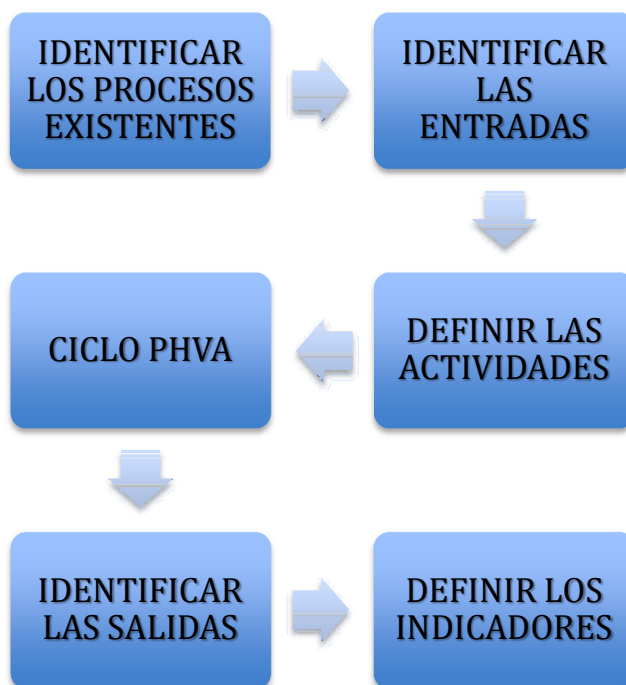 IDENTIFICAR
LOS PROCESOS
EXISTENTES
IDENTIFICAR
LAS
ENTRADAS
DEFINIR LAS
ACTIVIDADES
CICLO PHVA
IDENTIFICAR
LAS SALIDAS
DEFINIR LOS
INDICADORES